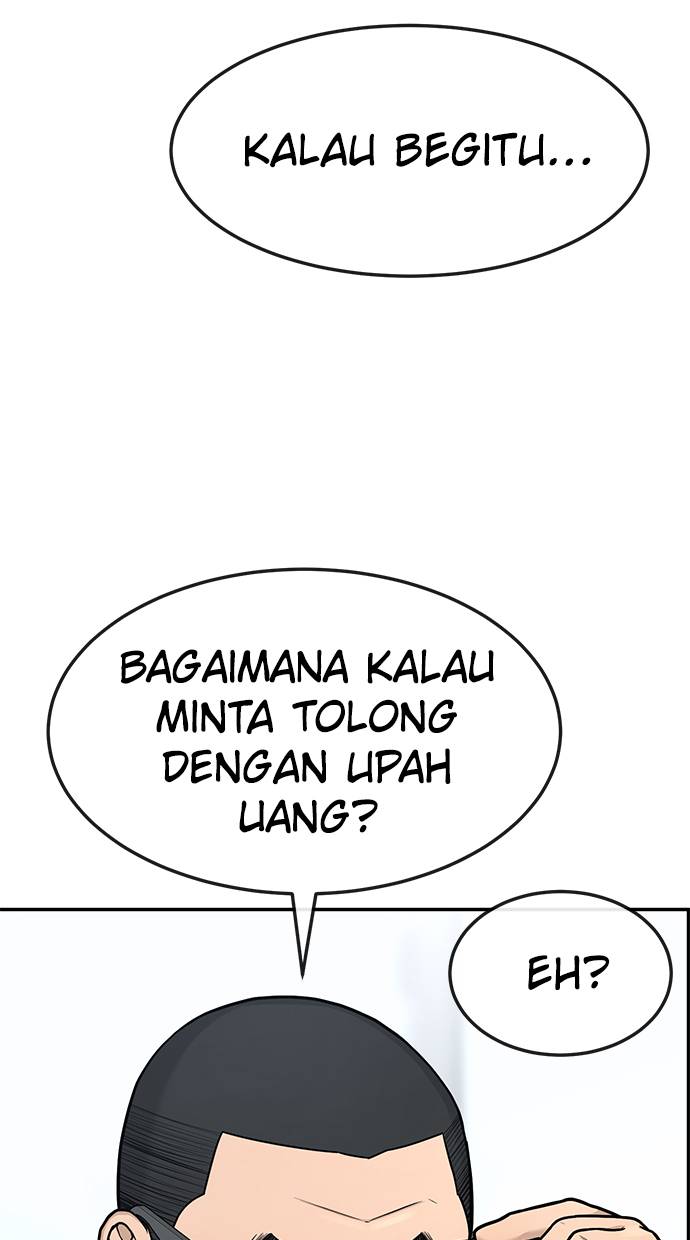 KALAU BEGITU...
BAGAIMANA KALAU
MINTA TOLONG
DENGAN UPAH
UANG?
EH?